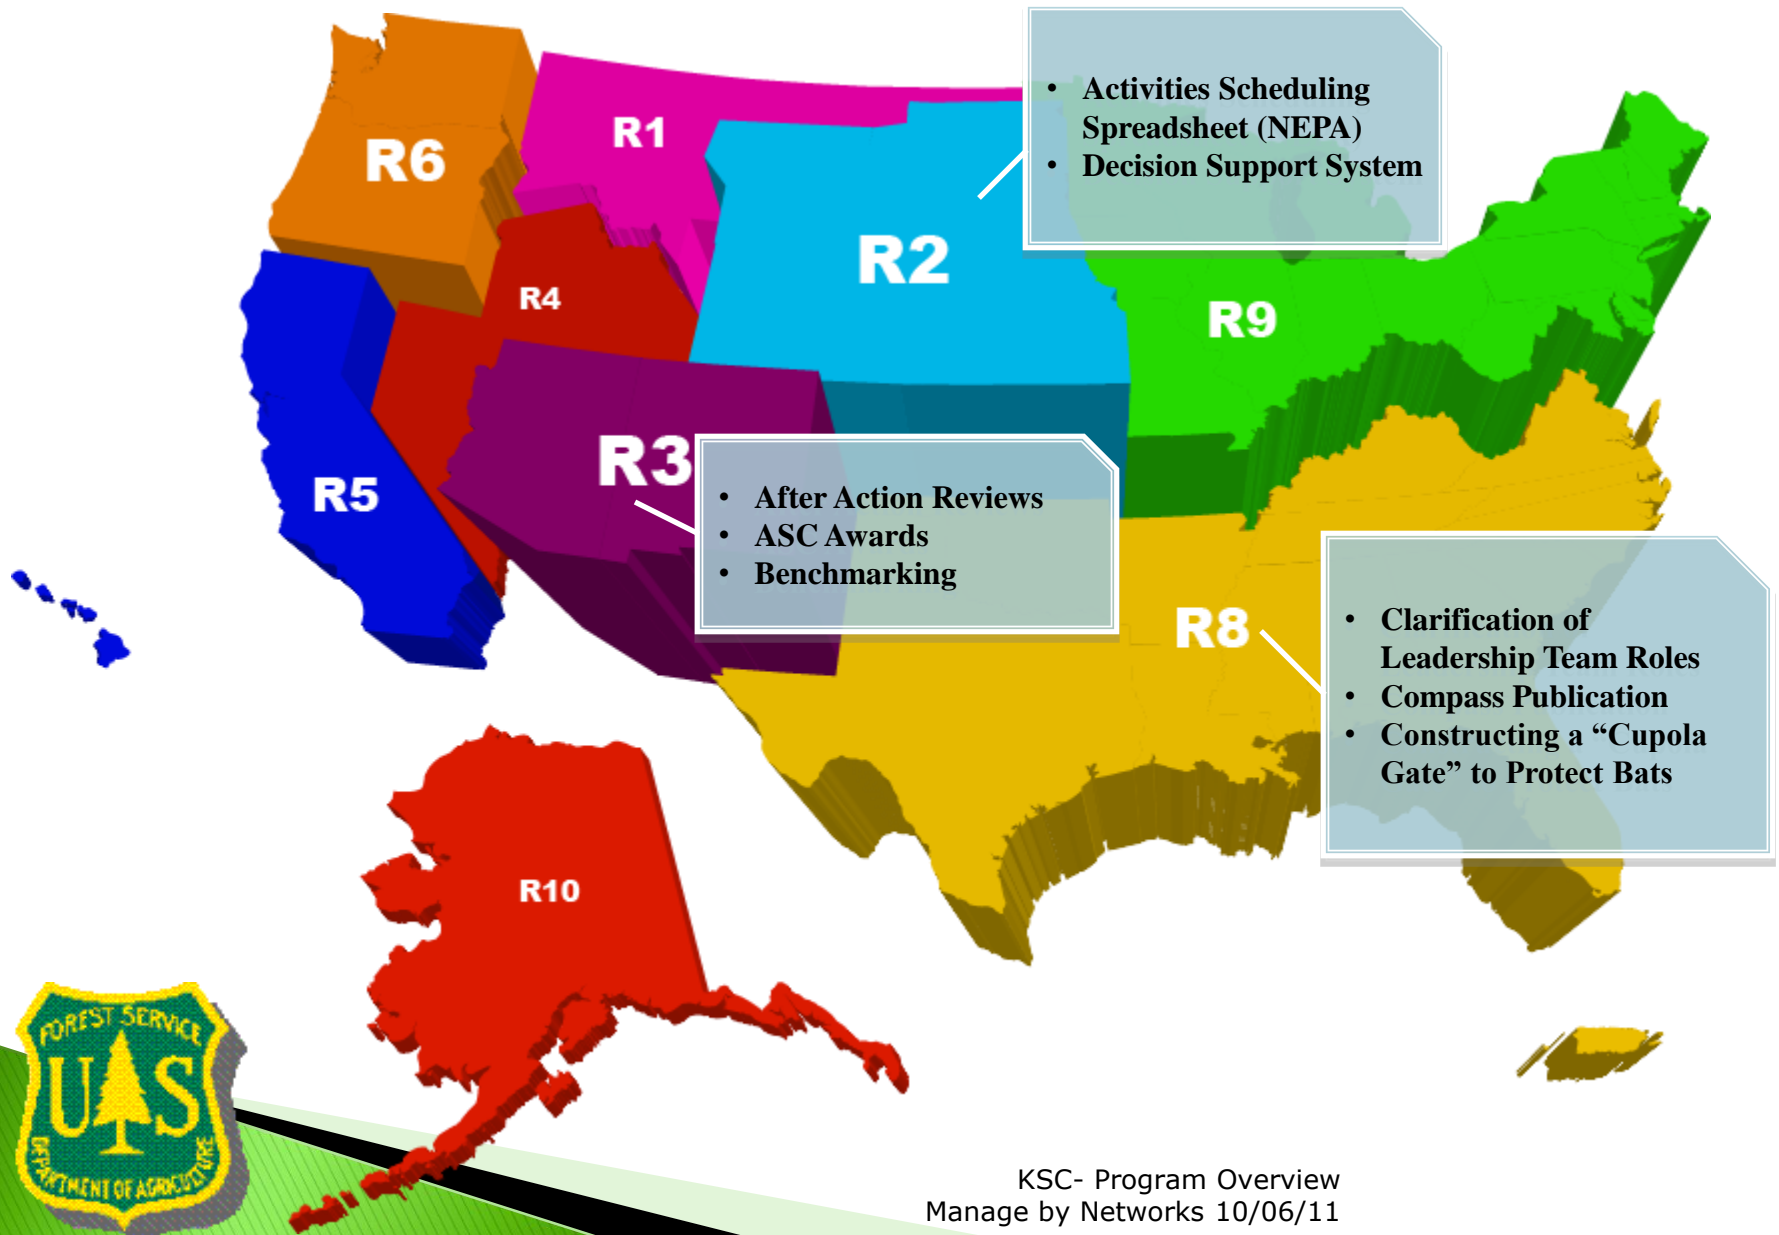 • Activities Scheduling
Spreadsheet (NEPA)
• Decision Support System
R1
R6
R2
R4
R9
R3
R5
• After Action Reviews
• ASC Awards
• Benchmarking
R8
• Clarification of
Leadership Team Roles
• Compass Publication
• Constructing a “Cupola
Gate” to Protect Bats
R10
FOREST SERVICE
U S
DEPARTMENT OF AGRICULTURE
KSC- Program Overview
Manage by Networks 10/06/11